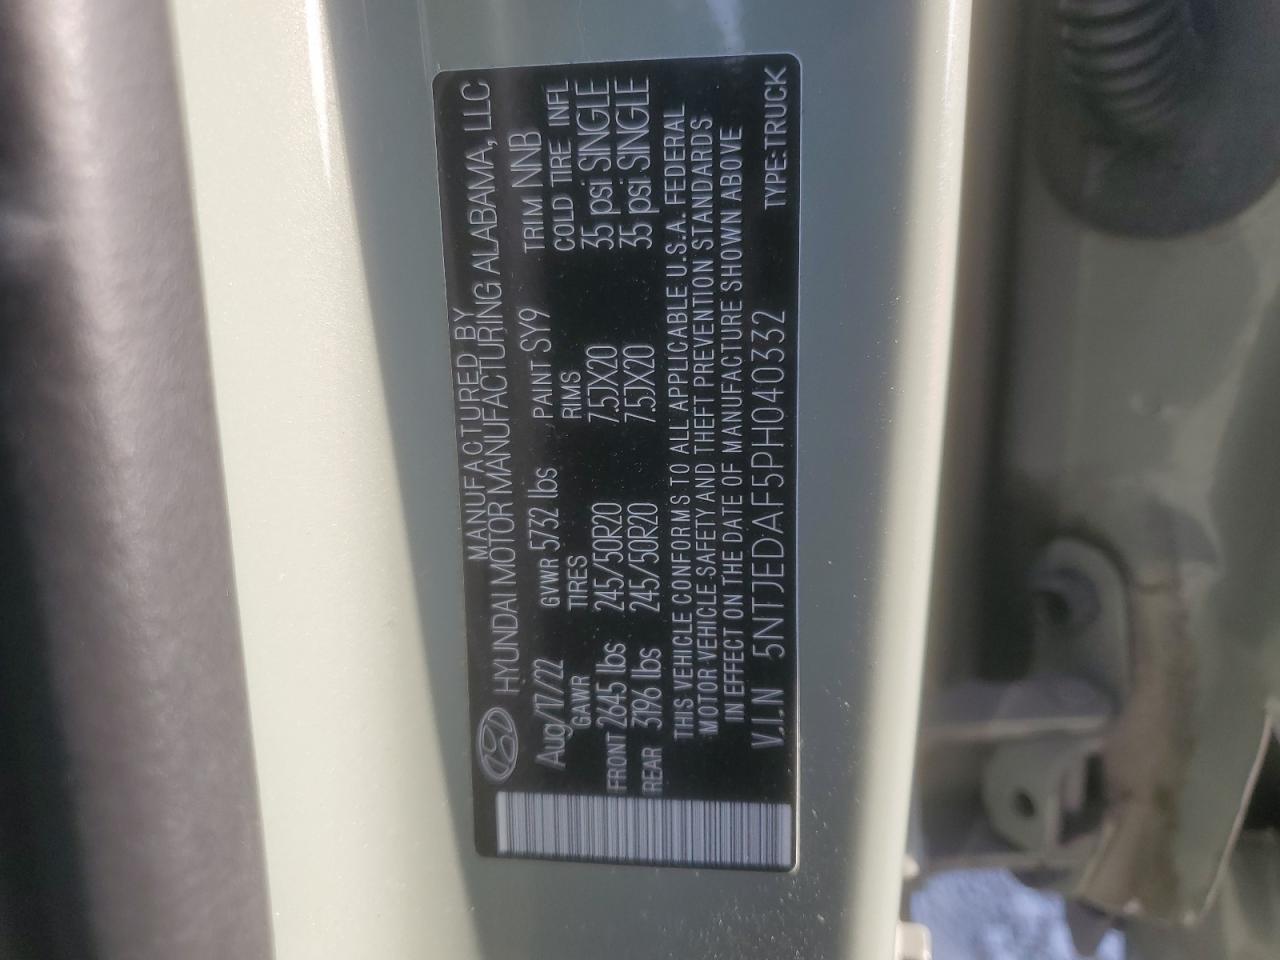 MANUFACTURED BY
HYUNDAI MOTOR MANUFACTURING ALABAMA, LLC
Aug/17/22 GVWR 5732 lbs PAINT SY9 TRIM NNB
GAWR TIRES RIMS COLD TIRE INFL
FRONT 2645 lbs 245/50R20 7.5JX20 35 psi SINGLE
REAR 3196 lbs 245/50R20 7.5JX20 35 psi SINGLE
THIS VEHICLE CONFORMS TO ALL APPLICABLE U.S.A. FEDERAL
MOTOR VEHICLE SAFETY AND THEFT PREVENTION STANDARDS
IN EFFECT ON THE DATE OF MANUFACTURE SHOWN ABOVE
V.I.N 5NTJEDAF5PH040332 TYPE:TRUCK